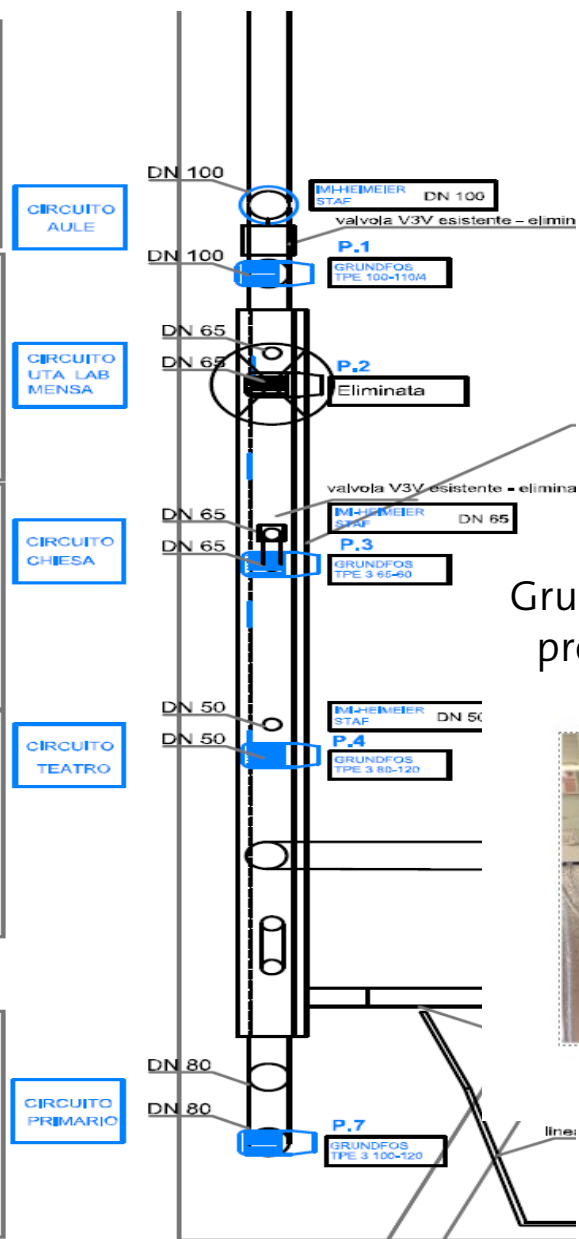 DN 100
CIRCUITO
AULE
IMI-HEIMEIER
STAF
DN 100
valvola V3V esistente - elimin
P.1
DN 100
GRUNDFOS
TPE 100-110/4
DN 65
CIRCUITO
UTA LAB
MENSA
DN 65
P.2
Eliminata
valvola V3V esistente - elimina
DN 65
IMI-HEIMEIER
STAF
DN 65
CIRCUITO
CHIESA
DN 65
P.3
GRUNDFOS
TPE 3 65-60
Gru
pr
DN 50
IMI-HEIMEIER
STAF
DN 50
CIRCUITO
TEATRO
DN 50
P.4
GRUNDFOS
TPE 3 80-120
DN 80
CIRCUITO
PRIMARIO
DN 80
P.7
GRUNDFOS
TPE 3 100-120
linea